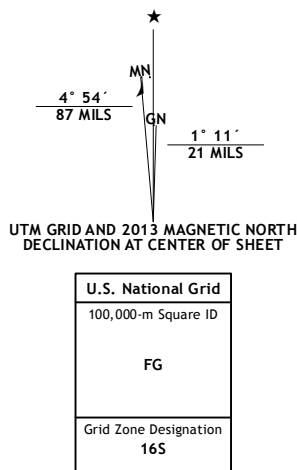 MN
GN
4° 54´
87 MILS
1° 11´
21 MILS
UTM GRID AND 2013 MAGNETIC NORTH
DECLINATION AT CENTER OF SHEET
U.S. National Grid
100,000-m Square ID
FG
Grid Zone Designation
16S